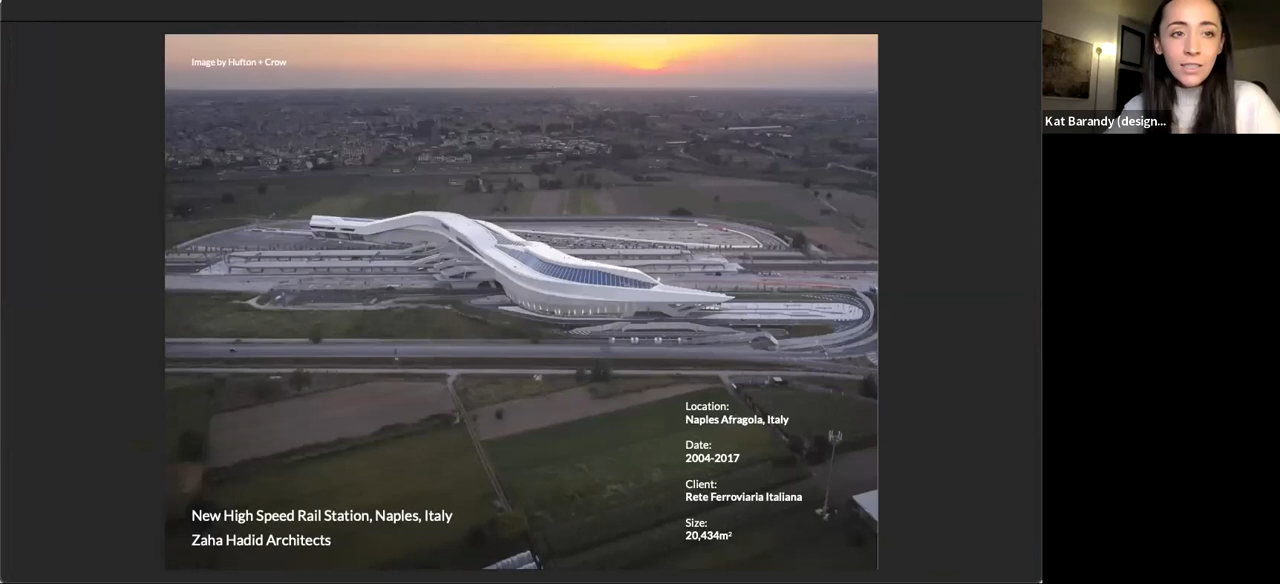 Image by Hufton + Crow
Kat Barandy (design...
Location:
Naples Afragola, Italy
Date:
2004-2017
Client:
Rete Ferroviaria Italiana
Size:
20,434m²
New High Speed Rail Station, Naples, Italy
Zaha Hadid Architects